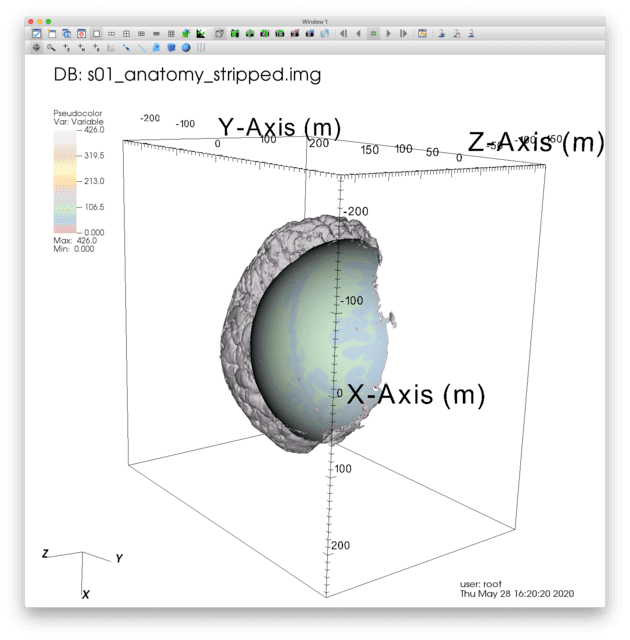 Window 1
DB: s01_anatomy_stripped.img
Pseudocolor
Var: Variable
426.0
319.5
213.0
106.5
0.000
Max: 426.0
Min: 0.000
-200
-100
0
100
200
Y-Axis (m)
150
100
50
0
-50
-100
-150
Z-Axis (m)
-200
-100
0
X-Axis (m)
100
200
Z
Y
X
user: root
Thu May 28 16:20:20 2020